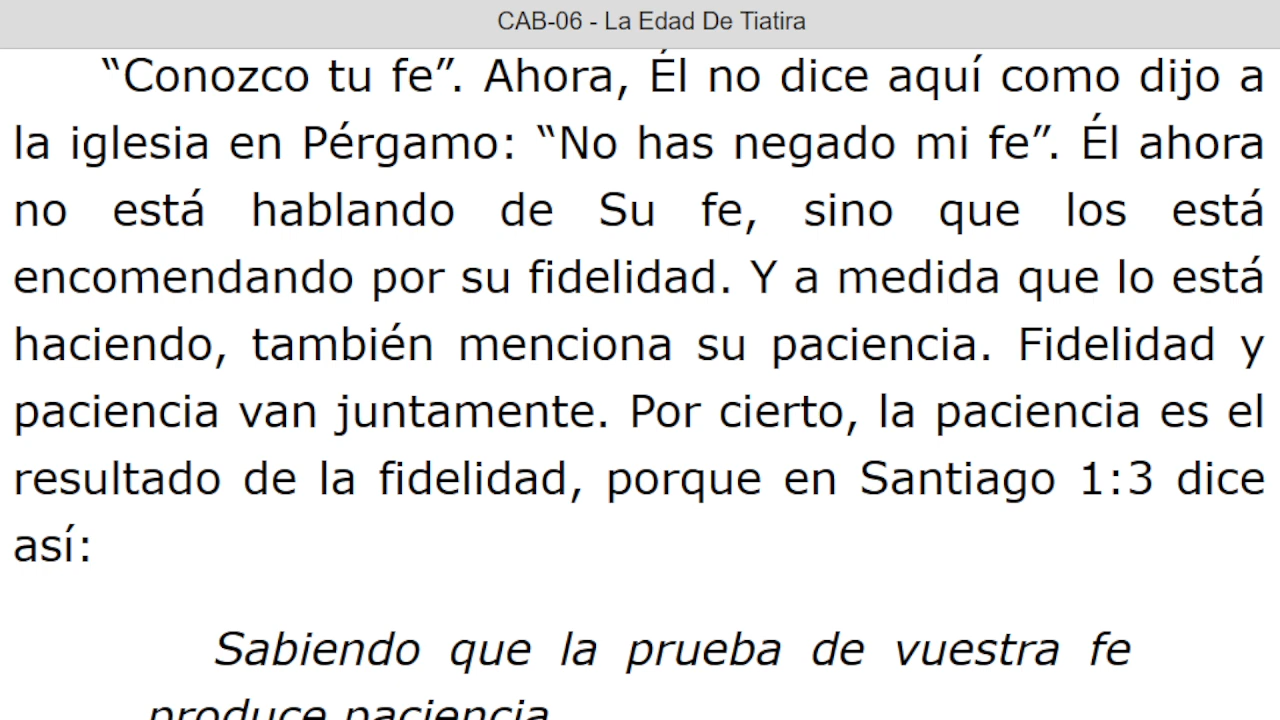 CAB-06 - La Edad De Tiatira
“Conozco tu fe”. Ahora, Él no dice aquí como dijo a
la iglesia en Pérgamo: “No has negado mi fe”. Él ahora
no está hablando de Su fe, sino que los está
encomendando por su fidelidad. Y a medida que lo está
haciendo, también menciona su paciencia. Fidelidad y
paciencia van juntamente. Por cierto, la paciencia es el
resultado de la fidelidad, porque en Santiago 1:3 dice
así:
Sabiendo que la prueba de vuestra fe
produce paciencia